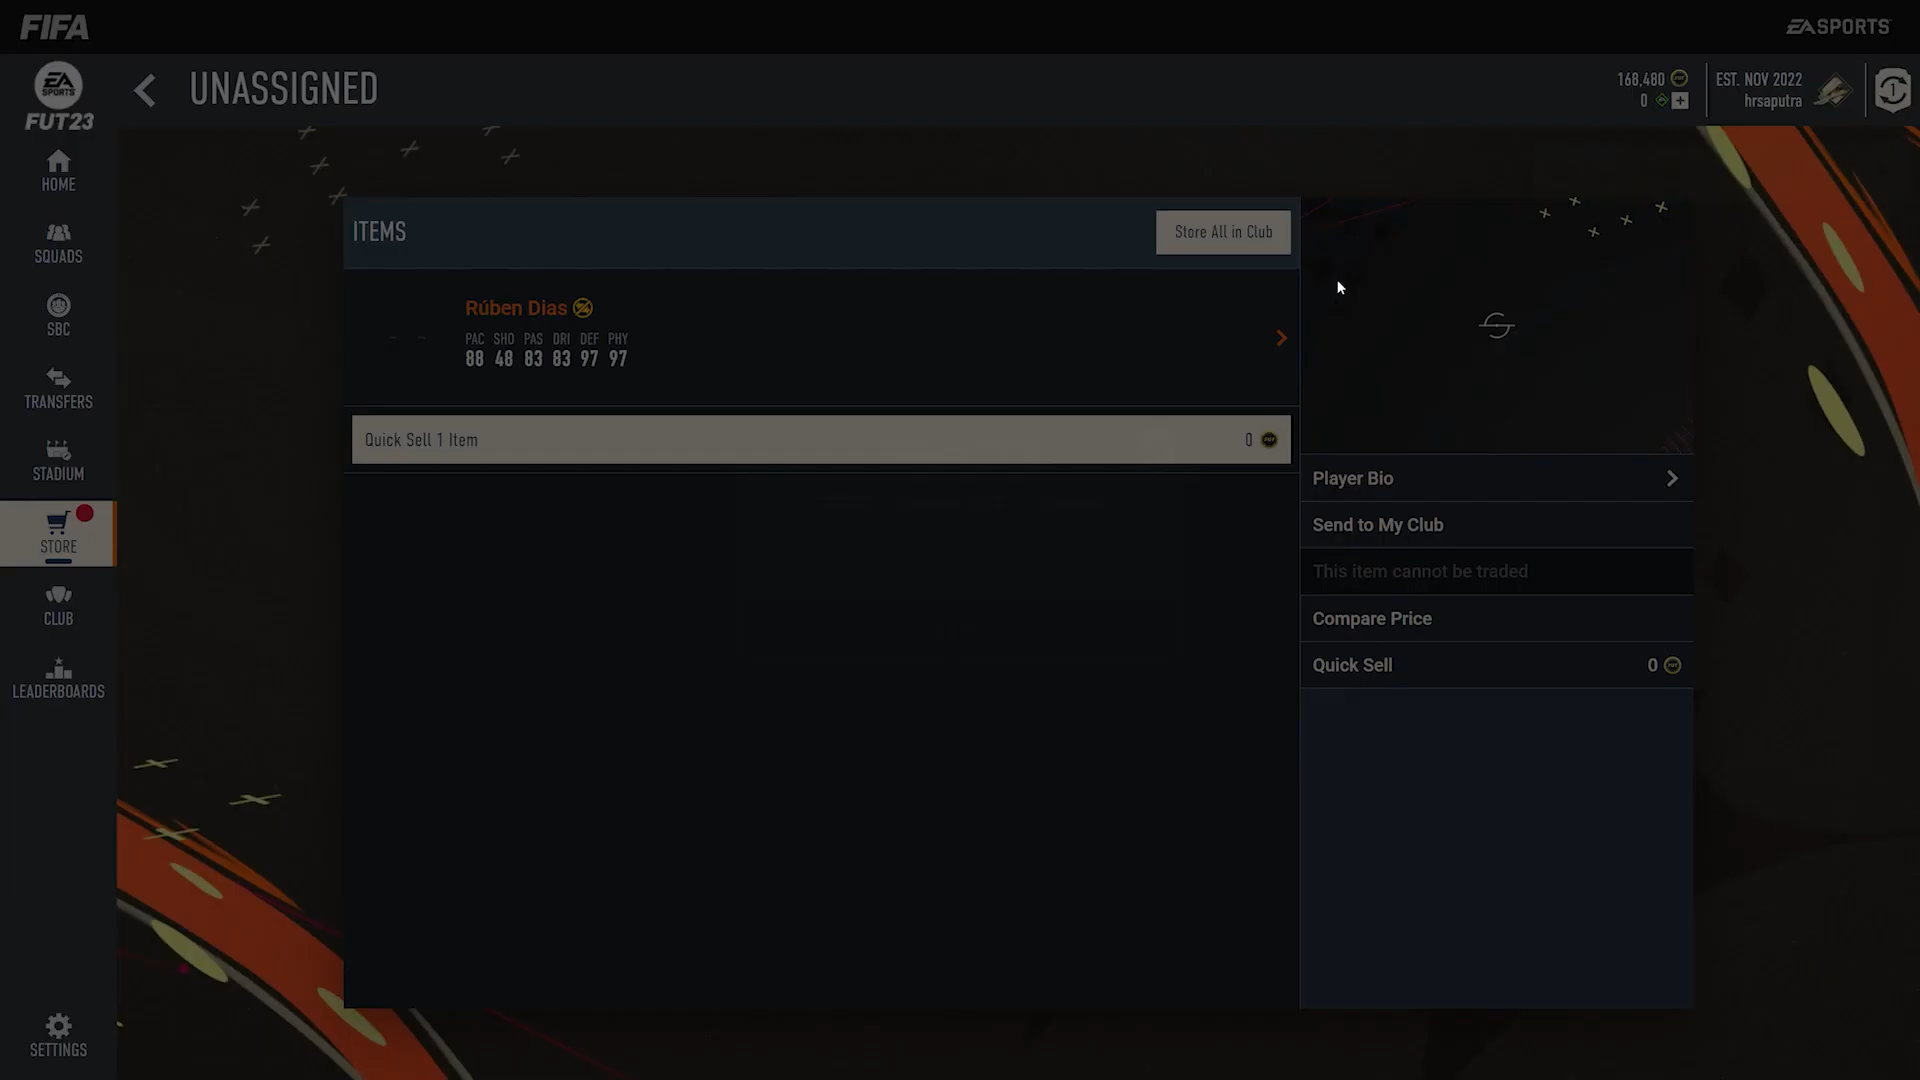 FIFA
EA SPORTS
EA SPORTS
FUT23
UNASSIGNED
168,480
0
EST. NOV 2022
hrsaputra
1
HOME
SQUADS
SBC
TRANSFERS
STADIUM
STORE
CLUB
LEADERBOARDS
SETTINGS
ITEMS
Store All in Club
Rúben Dias
PAC SHO PAS DRI DEF PHY
88 48 83 83 97 97
Quick Sell 1 Item 0
Player Bio
Send to My Club
This item cannot be traded
Compare Price
Quick Sell 0